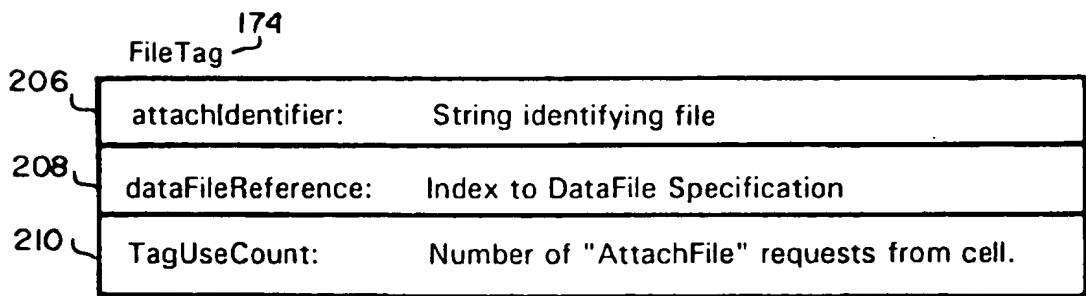 174
FileTag
206
attachIdentifier: String identifying file
208
dataFileReference: Index to DataFile Specification
210
TagUseCount: Number of "AttachFile" requests from cell.